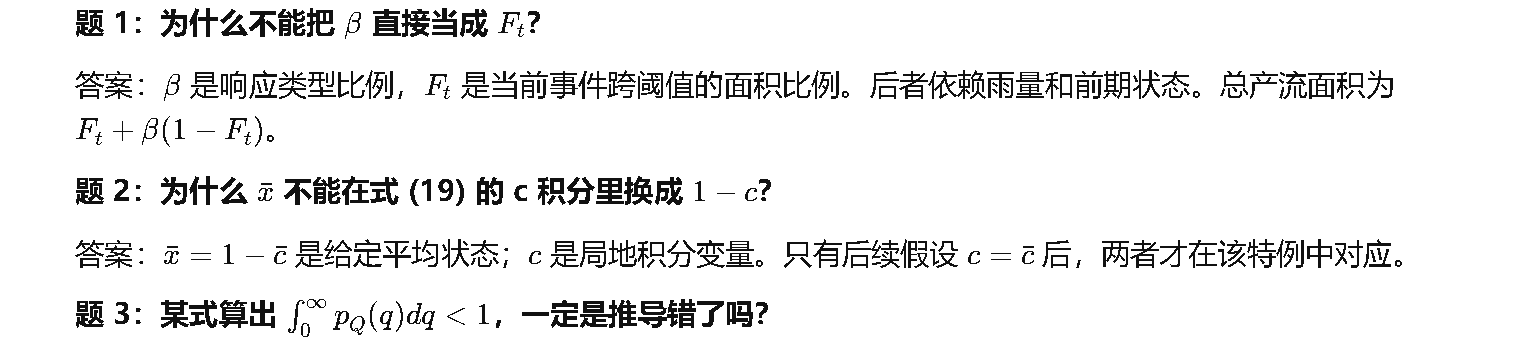 题 1：为什么不能把 β 直接当成 Fₜ?
答案：β 是响应类型比例，Fₜ 是当前事件跨阈值的面积比例。后者依赖雨量和前期状态。总产流面积为
Fₜ + β(1 − Fₜ)。
题 2：为什么 x̄ 不能在式 (19) 的 c 积分里换成 1 − c?
答案：x̄ = 1 − c̄ 是给定平均状态；c 是局地积分变量。只有后续假设 c = c̄ 后，两者才在该特例中对应。
题 3：某式算出 ∫₀^∞ p_Q(q)dq < 1，一定是推导错了吗?